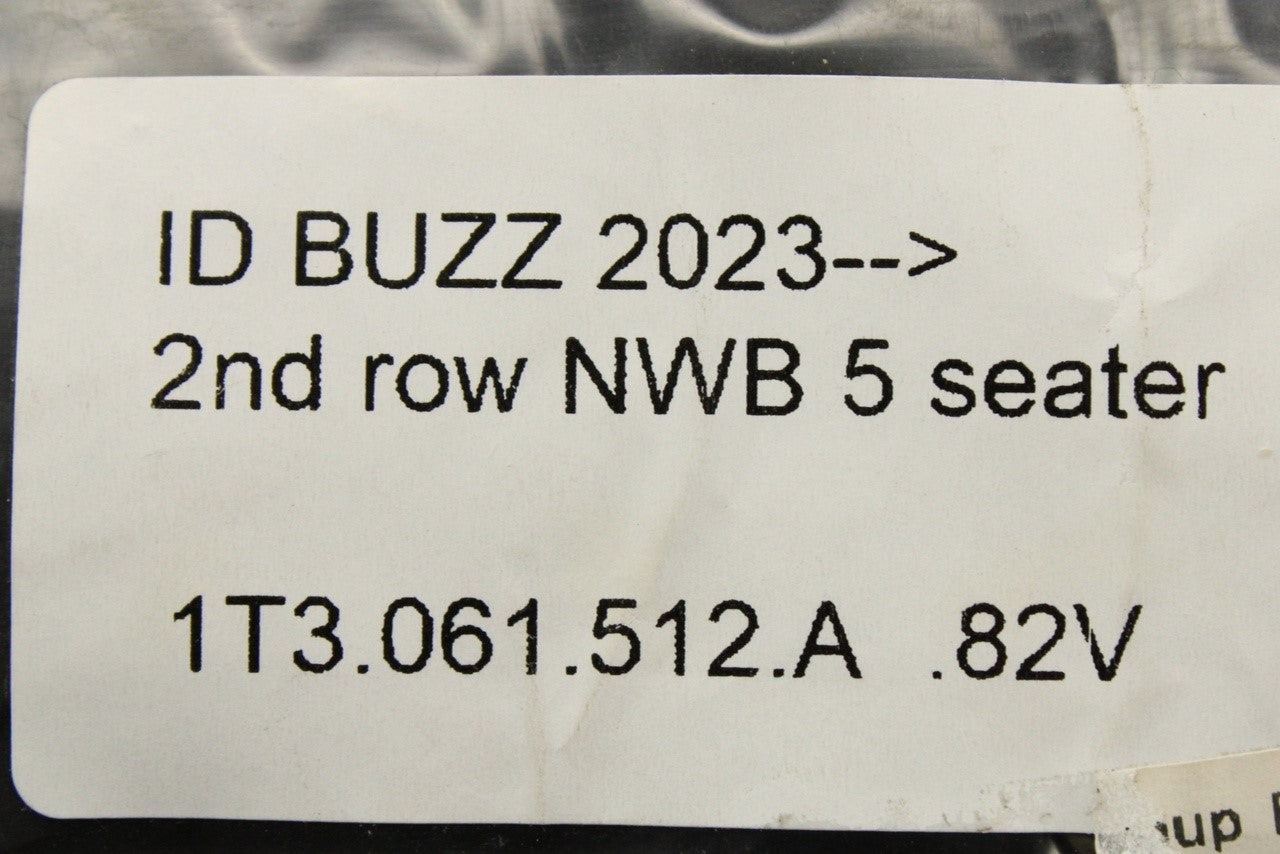 ID BUZZ 2023-->
2nd row NWB 5 seater
1T3.061.512.A .82V